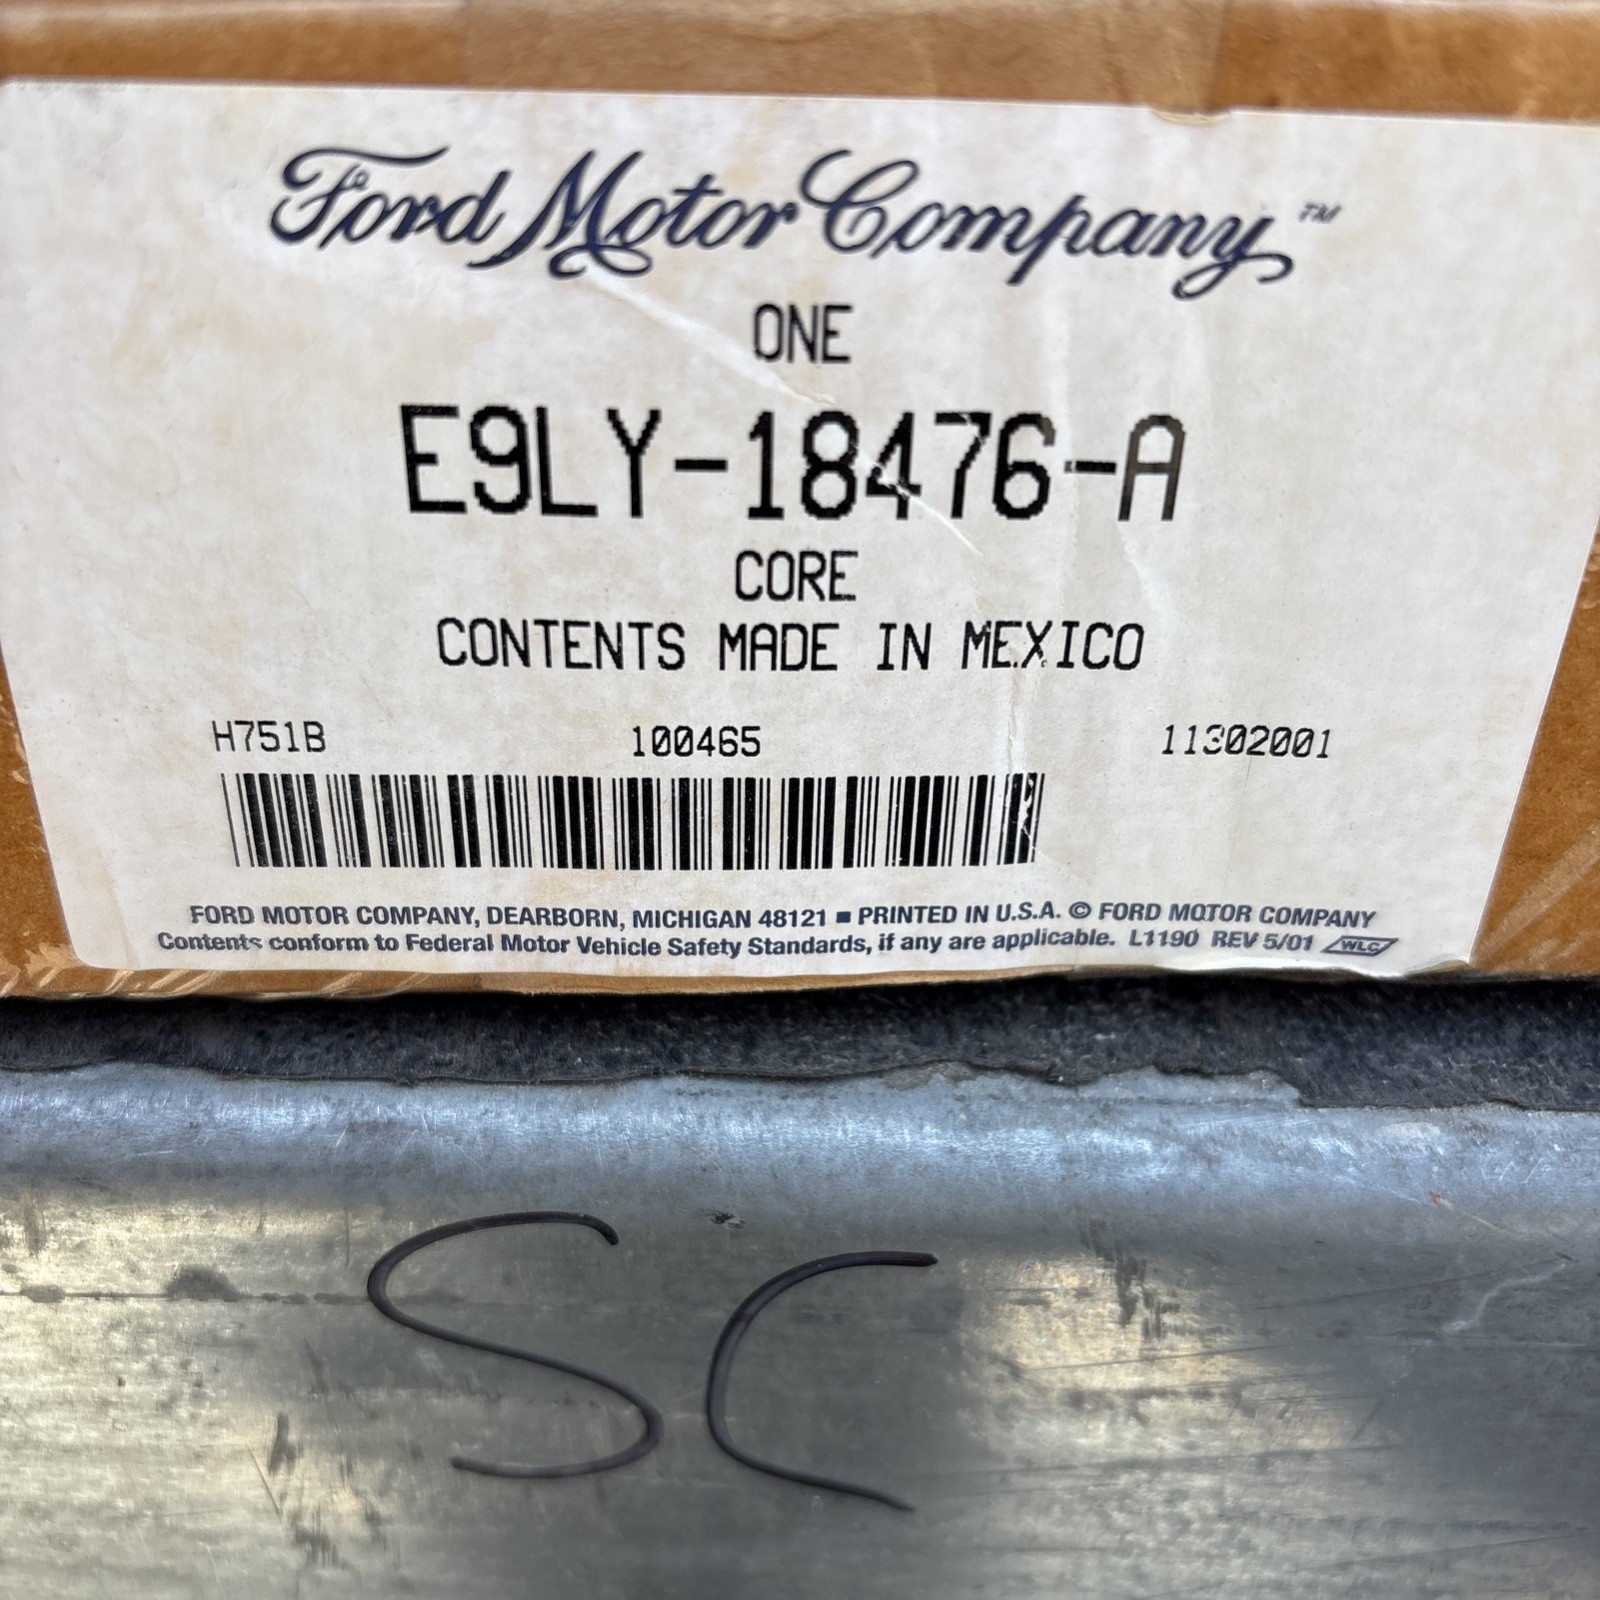 Ford Motor Company™
ONE
E9LY-18476-A
CORE
CONTENTS MADE IN MEXICO
H751B 100465 11302001
FORD MOTOR COMPANY, DEARBORN, MICHIGAN 48121 ■ PRINTED IN U.S.A. © FORD MOTOR COMPANY
Contents conform to Federal Motor Vehicle Safety Standards, if any are applicable. L1190 REV 5/01 WLC
SC